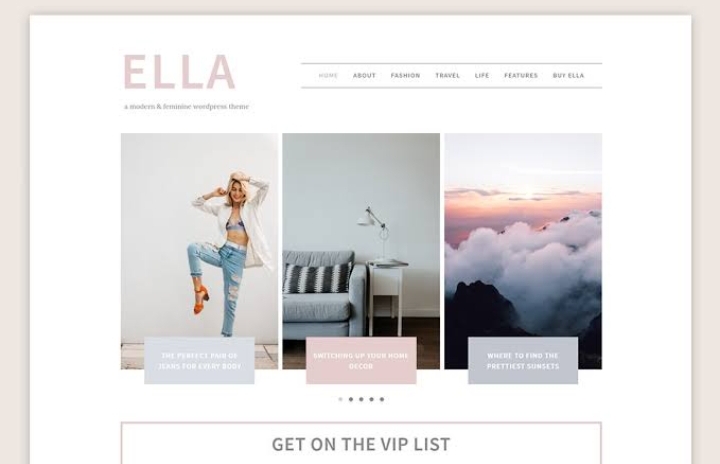 ELLA
a modern & feminine wordpress theme
HOME ABOUT FASHION TRAVEL LIFE FEATURES BUY ELLA
THE PERFECT PAIR OF
JEANS FOR EVERY BODY
SWITCHING UP YOUR HOME
DECOR
WHERE TO FIND THE
PRETTIEST SUNSETS
GET ON THE VIP LIST